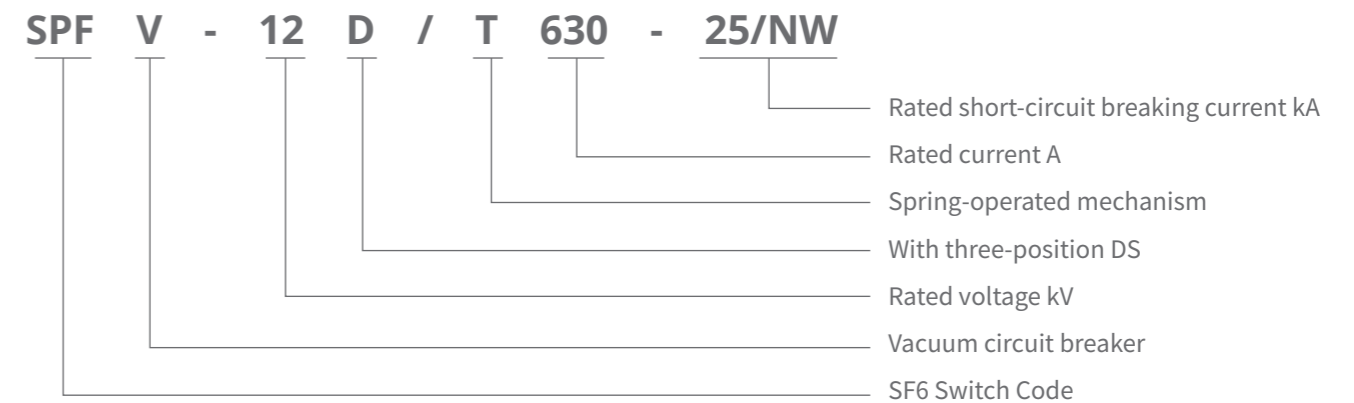 SPF V - 12 D / T 630 - 25/NW
Rated short-circuit breaking current kA
Rated current A
Spring-operated mechanism
With three-position DS
Rated voltage kV
Vacuum circuit breaker
SF6 Switch Code